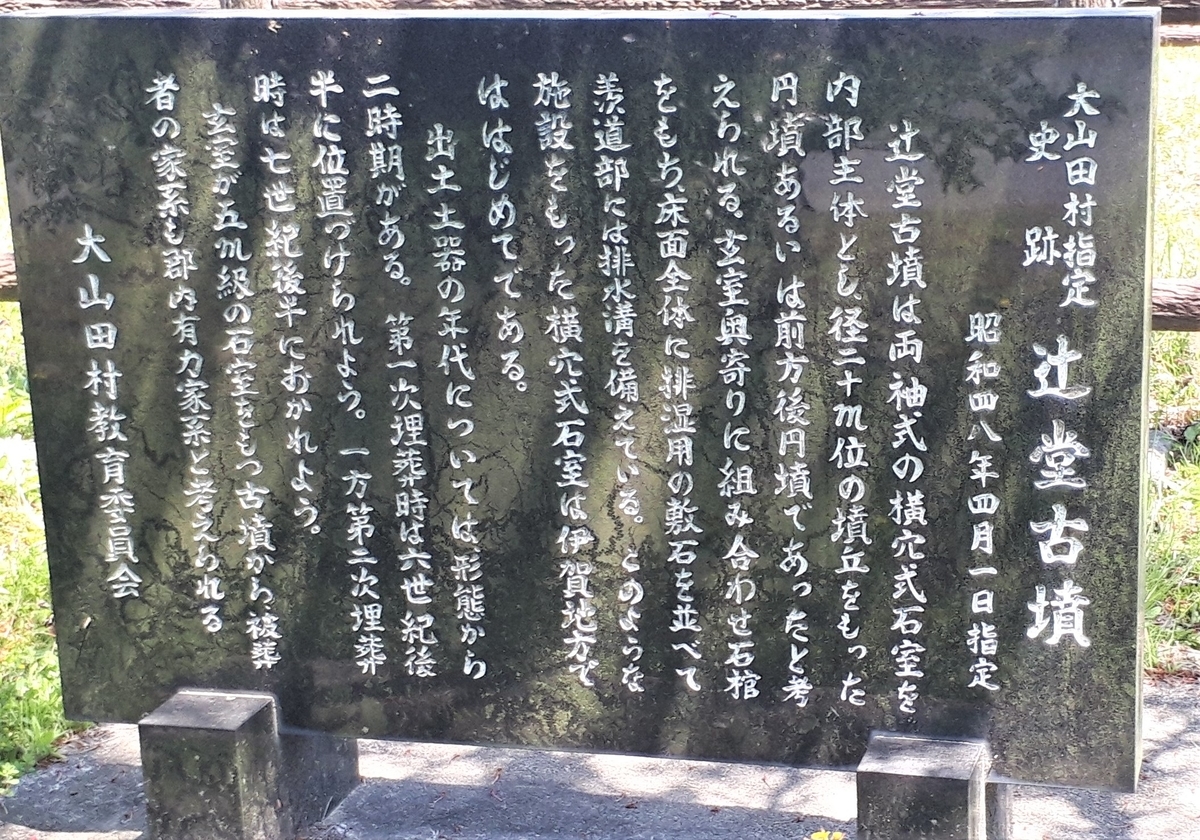 大山田村指定
史跡 辻堂古墳
昭和四八年四月一日指定
辻堂古墳は両袖式の横穴式石室を
内部主体とし、径二十m位の墳丘をもった
円墳あるいは前方後円墳であったと考
えられる。玄室奥寄りに組み合わせ石棺
をもち、床面全体に排湿用の敷石を並べて
羨道部には排水溝を備えている。このような
施設をもった横穴式石室は伊賀地方で
ははじめてである。
出土土器の年代については形態から
二時期がある。第一次埋葬時は六世紀後
半に位置づけられよう。一方第二次埋葬
時は七世紀後半におかれよう。
玄室が五m級の石室をもつ古墳から被葬
者の家系も郡内有力家系と考えられる
大山田村教育委員会